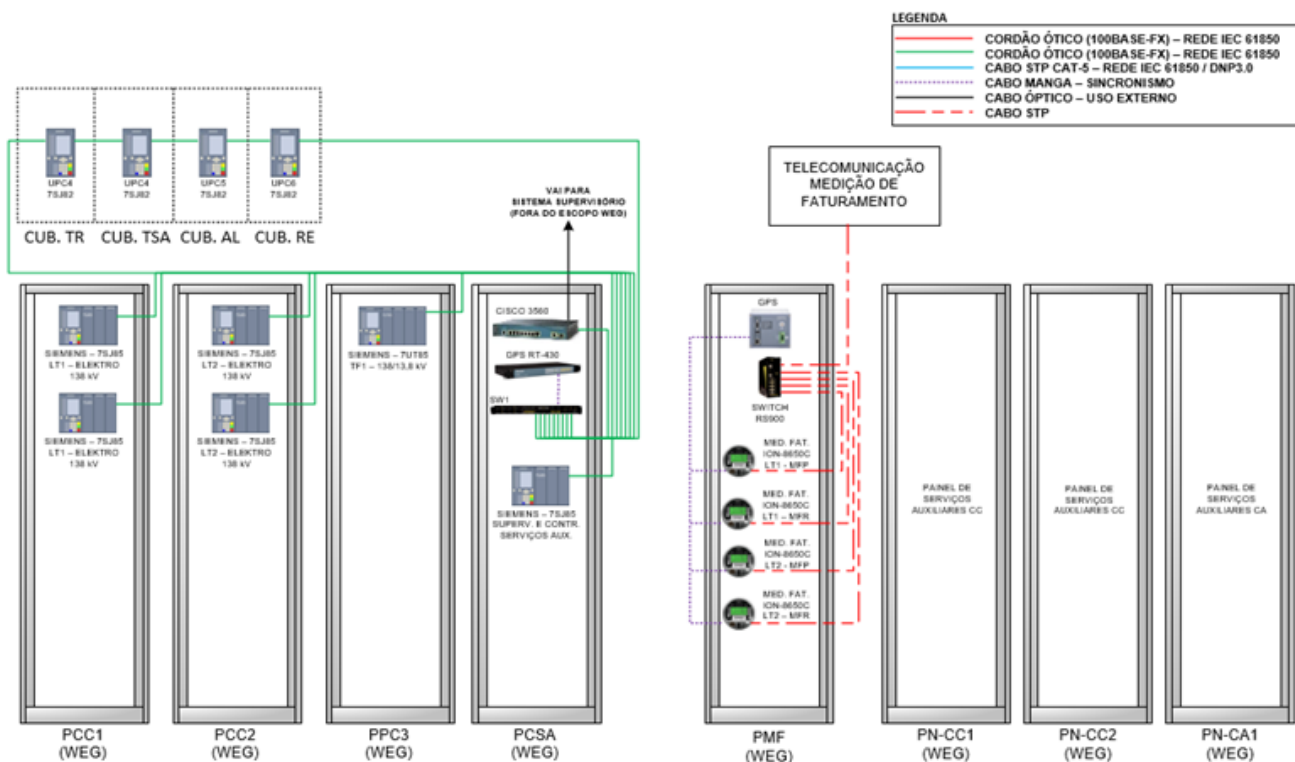 LEGENDA
CORDÃO ÓTICO (100BASE-FX) – REDE IEC 61850
CORDÃO ÓTICO (100BASE-FX) – REDE IEC 61850
CABO STP CAT-5 – REDE IEC 61850 / DNP3.0
CABO MANGA – SINCRONISMO
CABO ÓPTICO – USO EXTERNO
CABO STP
UPC4
7SJ82
UPC4
7SJ82
UPC5
7SJ82
UPC6
7SJ82
CUB. TR
CUB. TSA
CUB. AL
CUB. RE
VAI PARA
SISTEMA SUPERVISÓRIO
(FORA DO ESCOPO WEG)
TELECOMUNICAÇÃO
MEDIÇÃO DE
FATURAMENTO
SIEMENS – 7SJ85
LT1 – ELEKTRO
138 kV
SIEMENS – 7SJ85
LT1 – ELEKTRO
138 kV
PCC1
(WEG)
SIEMENS – 7SJ85
LT2 – ELEKTRO
138 kV
SIEMENS – 7SJ85
LT2 – ELEKTRO
138 kV
PCC2
(WEG)
SIEMENS – 7UT85
TF1 – 138/13,8 kV
PPC3
(WEG)
CISCO 3560
GPS RT-430
SW1
SIEMENS – 7SJ85
SUPERV. E CONTR.
SERVIÇOS AUX.
PCSA
(WEG)
GPS
SWITCH
RS900
MED. FAT.
ION-8650C
LT1 - MFP
MED. FAT.
ION-8650C
LT1 – MFR
MED. FAT.
ION-8650C
LT2 - MFP
MED. FAT.
ION-8650C
LT2 – MFR
PMF
(WEG)
PAINEL DE
SERVIÇOS
AUXILIARES CC
PN-CC1
(WEG)
PAINEL DE
SERVIÇOS
AUXILIARES CC
PN-CC2
(WEG)
PAINEL DE
SERVIÇOS
AUXILIARES CA
PN-CA1
(WEG)